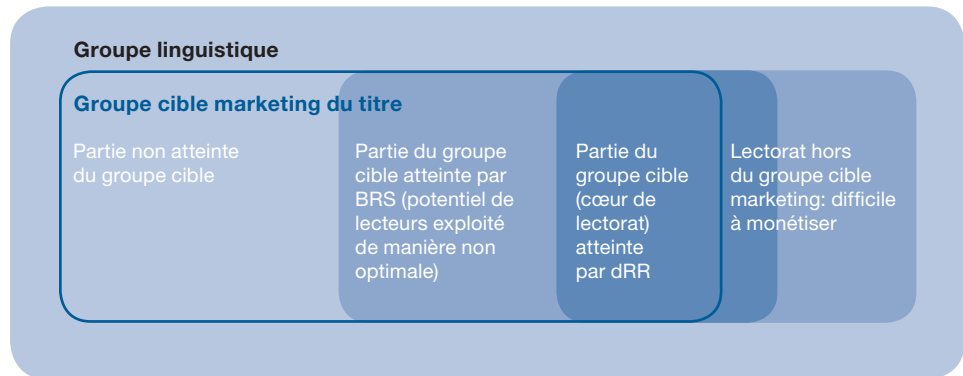 Groupe linguistique
Groupe cible marketing du titre
Partie non atteinte
du groupe cible
Partie du groupe
cible atteinte par
BRS (potentiel de
lecteurs exploité
de manière non
optimale)
Partie du
groupe cible
(cœur de
lectorat)
atteinte
par dRR
Lectorat hors
du groupe cible
marketing: difficile
à monétiser